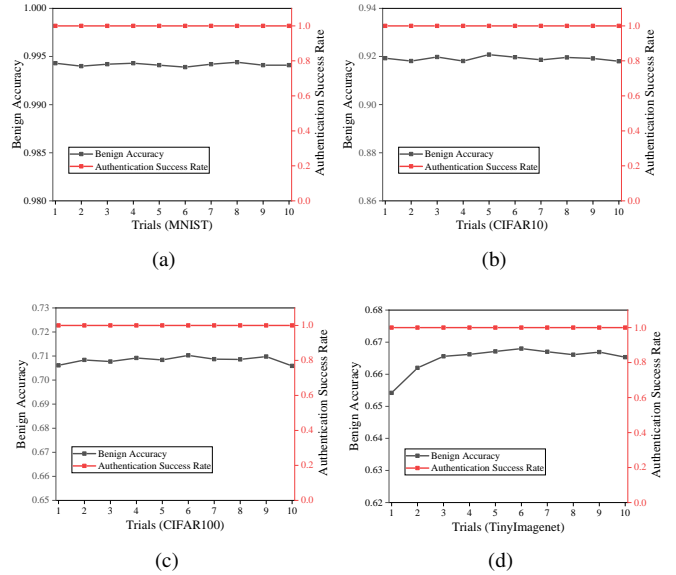 1.000
0.995
0.990
0.985
0.980
Benign Accuracy
1.0
0.8
0.6
0.4
0.2
0.0
Authentication Success Rate
Benign Accuracy
Authentication Success Rate
1 2 3 4 5 6 7 8 9 10
Trials (MNIST)
(a)
0.94
0.92
0.90
0.88
0.86
Benign Accuracy
1.0
0.8
0.6
0.4
0.2
0.0
Authentication Success Rate
Benign Accuracy
Authentication Success Rate
1 2 3 4 5 6 7 8 9 10
Trials (CIFAR10)
(b)
0.73
0.72
0.71
0.70
0.68
0.66
0.65
Benign Accuracy
1.0
0.8
0.6
0.4
0.2
0.0
Authentication Success Rate
Benign Accuracy
Authentication Success Rate
1 2 3 4 5 6 7 8 9 10
Trials (CIFAR100)
(c)
0.68
0.67
0.66
0.65
0.64
0.63
0.62
Benign Accuracy
1.0
0.8
0.6
0.4
0.2
0.0
Authentication Success Rate
Benign Accuracy
Authentication Success Rate
1 2 3 4 5 6 7 8 9 10
Trials (TinyImagenet)
(d)